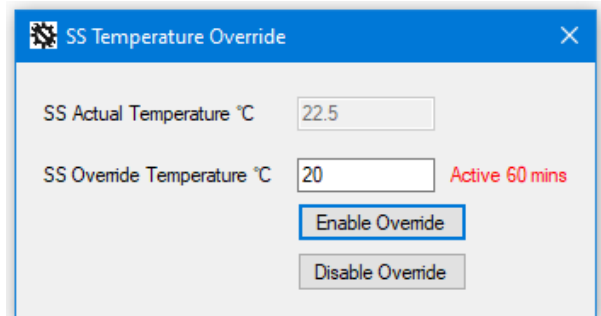 SS Temperature Override
SS Actual Temperature °C 22.5
SS Override Temperature °C 20 Active 60 mins
Enable Override
Disable Override